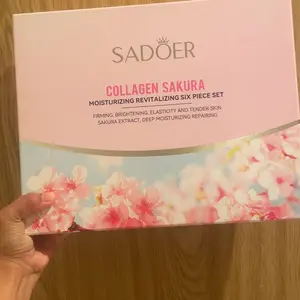 SADOER
COLLAGEN SAKURA
MOISTURIZING REVITALIZING SIX PIECE SET
FIRMING, BRIGHTENING, ELASTICITY AND TENDER SKIN,
SAKURA EXTRACT, DEEP MOISTURIZING REPAIRING